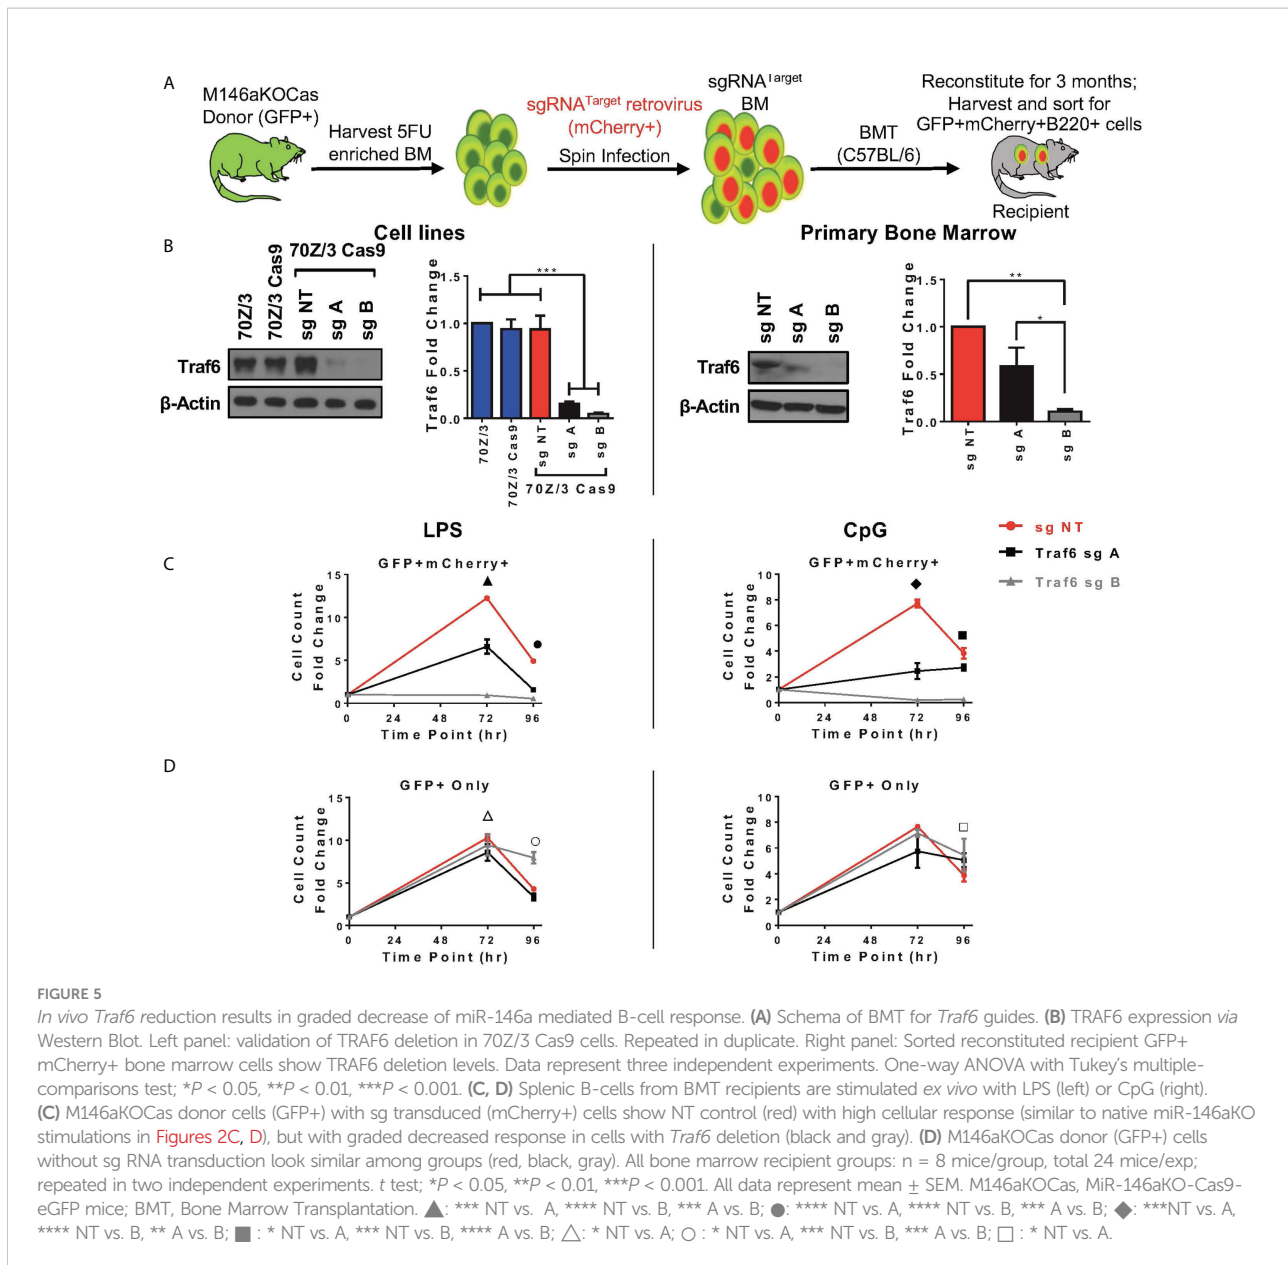 A
M146aKOCas
Donor (GFP+)
Harvest 5FU
enriched BM
sgRNATarget retrovirus
(mCherry+)
Spin Infection
sgRNATarget
BM
BMT
(C57BL/6)
Reconstitute for 3 months;
Harvest and sort for
GFP+mCherry+B220+ cells
Recipient
B
Cell lines
70Z/3
70Z/3 Cas9
70Z/3 Cas9
sg NT
sg A
sg B
Traf6
β-Actin
Traf6 Fold Change
1.5
1.0
0.5
0.0
***
70Z/3
70Z/3 Cas9
sg NT
sg A
sg B
70Z/3 Cas9
Primary Bone Marrow
sg NT
sg A
sg B
Traf6
β-Actin
Traf6 Fold Change
1.5
1.0
0.5
0.0
**
*
sg NT
sg A
sg B
C
LPS
GFP+mCherry+
Cell Count
Fold Change
15
10
5
0
0 24 48 72 96
Time Point (hr)
CpG
GFP+mCherry+
Cell Count
Fold Change
10
8
6
4
2
0
0 24 48 72 96
Time Point (hr)
sg NT
Traf6 sg A
Traf6 sg B
D
GFP+ Only
Cell Count
Fold Change
15
10
5
0
0 24 48 72 96
Time Point (hr)
GFP+ Only
Cell Count
Fold Change
10
8
6
4
2
0
0 24 48 72 96
Time Point (hr)
FIGURE 5
In vivo Traf6 reduction results in graded decrease of miR-146a mediated B-cell response. (A) Schema of BMT for Traf6 guides. (B) TRAF6 expression via
Western Blot. Left panel: validation of TRAF6 deletion in 70Z/3 Cas9 cells. Repeated in duplicate. Right panel: Sorted reconstituted recipient GFP+
mCherry+ bone marrow cells show TRAF6 deletion levels. Data represent three independent experiments. One-way ANOVA with Tukey's multiple-
comparisons test; *P < 0.05, **P < 0.01, ***P < 0.001. (C, D) Splenic B-cells from BMT recipients are stimulated ex vivo with LPS (left) or CpG (right).
(C) M146aKOCas donor cells (GFP+) with sg transduced (mCherry+) cells show NT control (red) with high cellular response (similar to native miR-146aKO
stimulations in Figures 2C, D), but with graded decreased response in cells with Traf6 deletion (black and gray). (D) M146aKOCas donor (GFP+) cells
without sg RNA transduction look similar among groups (red, black, gray). All bone marrow recipient groups: n = 8 mice/group, total 24 mice/exp;
repeated in two independent experiments. t test; *P < 0.05, **P < 0.01, ***P < 0.001. All data represent mean ± SEM. M146aKOCas, MiR-146aKO-Cas9-
eGFP mice; BMT, Bone Marrow Transplantation. ▲: *** NT vs. A, **** NT vs. B, *** A vs. B; ●: **** NT vs. A, **** NT vs. B, *** A vs. B; ◆: ***NT vs. A,
**** NT vs. B, ** A vs. B; ■ : * NT vs. A, *** NT vs. B, **** A vs. B; △: * NT vs. A; ○ : * NT vs. A, *** NT vs. B, *** A vs. B; □ : * NT vs. A.